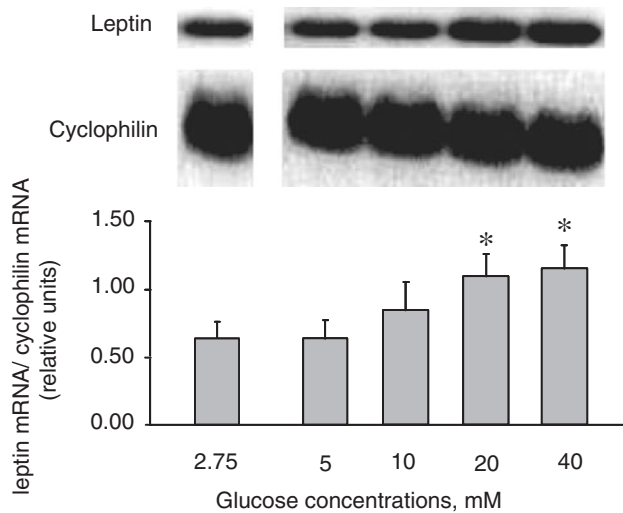 Leptin
Cyclophilin
leptin mRNA/ cyclophilin mRNA
(relative units)
1.50
1.00
0.50
0.00
* *
2.75 5 10 20 40
Glucose concentrations, mM